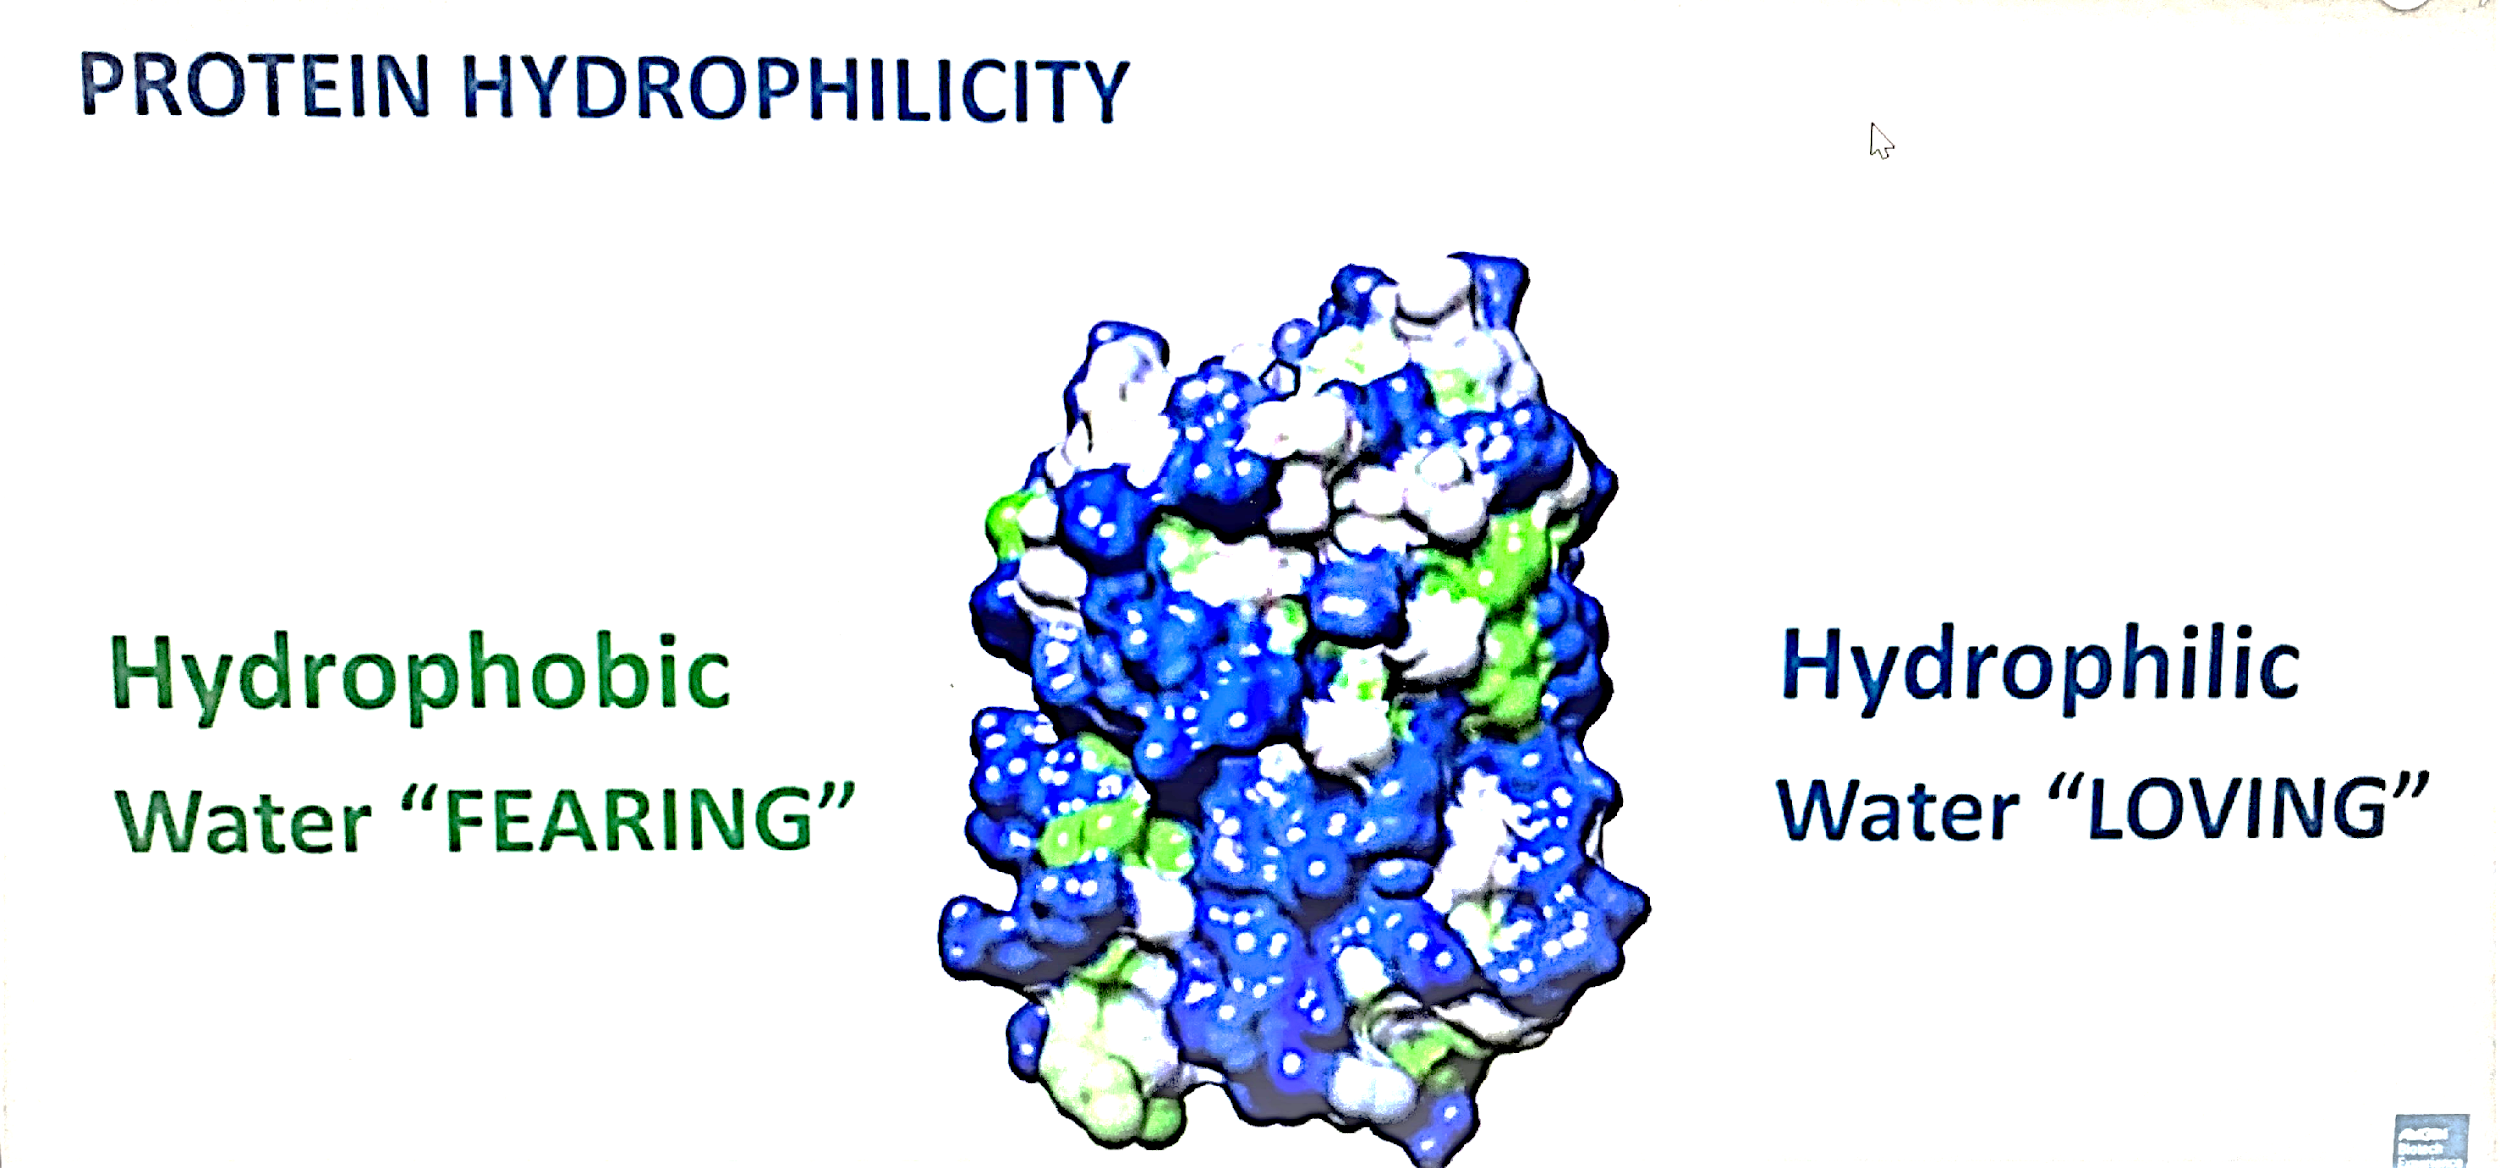 PROTEIN HYDROPHILICITY
Hydrophobic
Water “FEARING”
Hydrophilic
Water “LOVING”